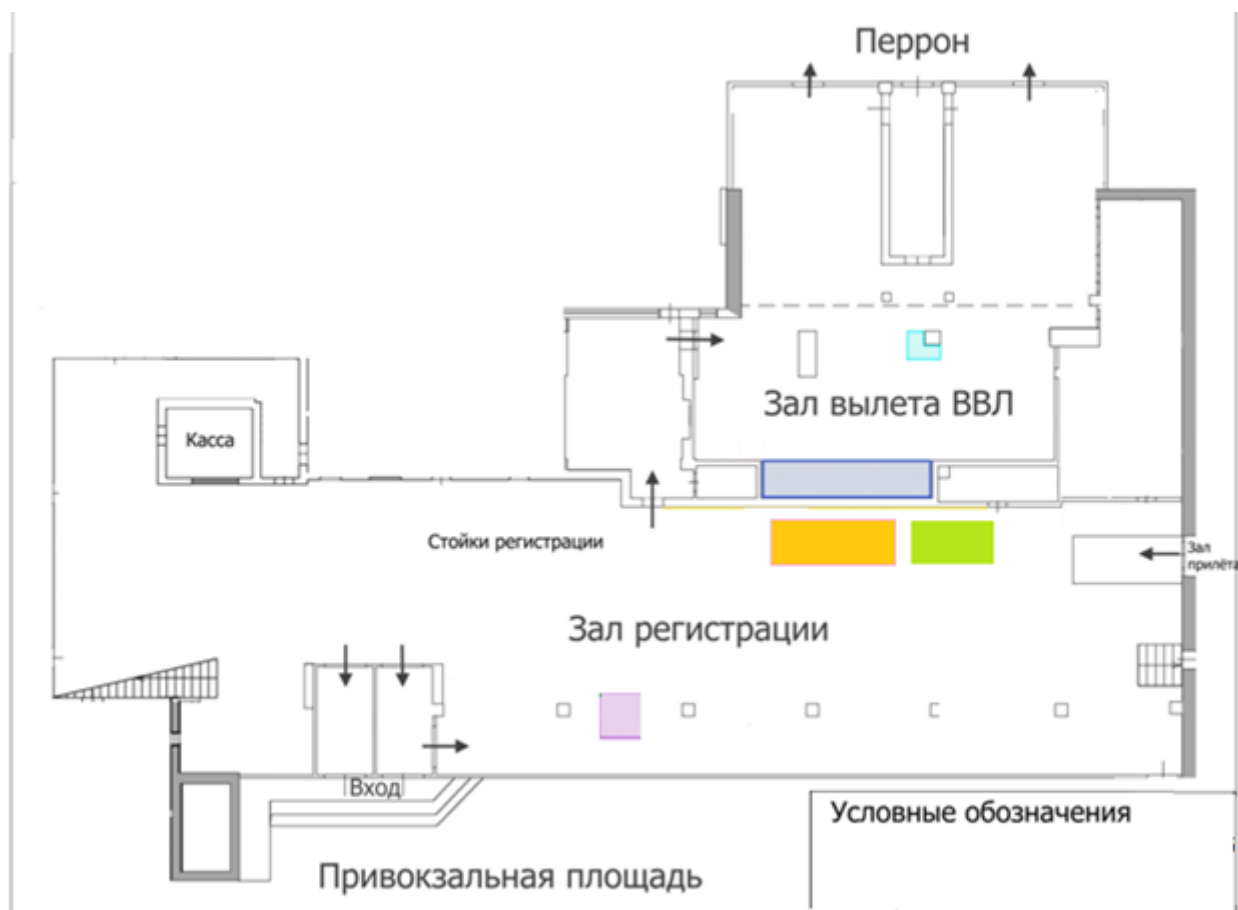 Перрон
Зал вылета ВВЛ
Касса
Стойки регистрации
Зал
прилёта
Зал регистрации
Вход
Условные обозначения
Привокзальная площадь